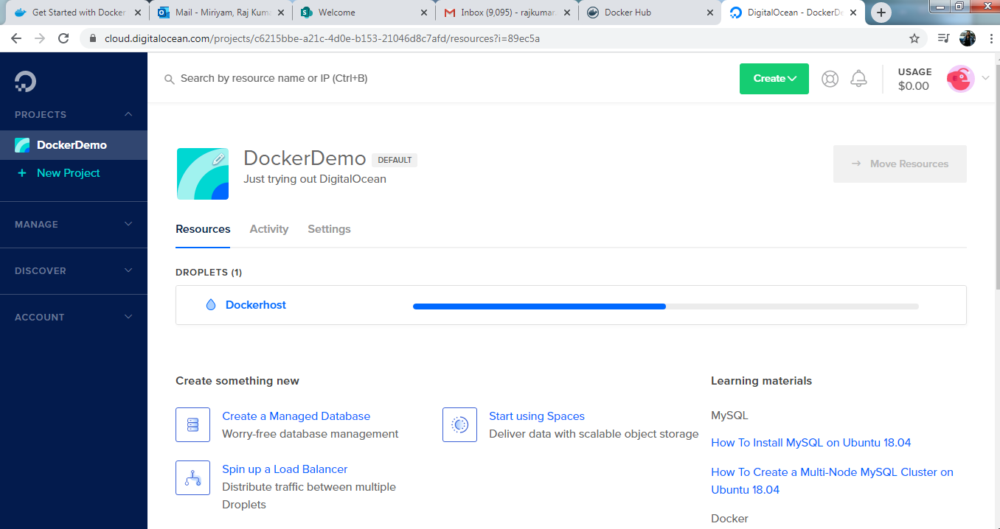 Get Started with Docker
Mail - Miriyam, Raj Kuma
Welcome
Inbox (9,095) - rajkumar.
Docker Hub
DigitalOcean - DockerDe
cloud.digitalocean.com/projects/c6215bbe-a21c-4d0e-b153-21046d8c7afd/resources?i=89ec5a
Search by resource name or IP (Ctrl+B)
Create
USAGE
$0.00
PROJECTS
DockerDemo
New Project
MANAGE
DISCOVER
ACCOUNT
DockerDemo DEFAULT
Just trying out DigitalOcean
Move Resources
Resources Activity Settings
DROPLETS (1)
Dockerhost
Create something new
Create a Managed Database
Worry-free database management
Start using Spaces
Deliver data with scalable object storage
Spin up a Load Balancer
Distribute traffic between multiple
Droplets
Learning materials
MySQL
How To Install MySQL on Ubuntu 18.04
How To Create a Multi-Node MySQL Cluster on
Ubuntu 18.04
Docker